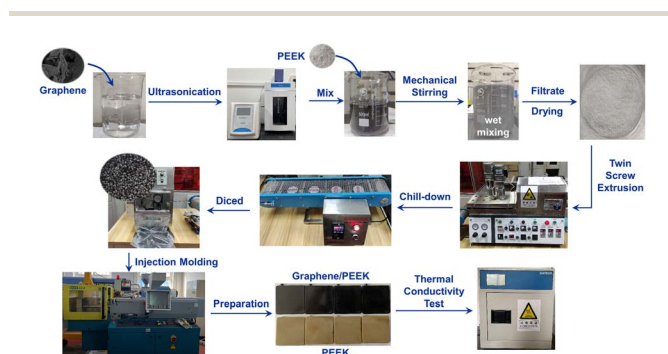 PEEK
Graphene
Ultrasonication
Mix
Mechanical
Stirring
wet
mixing
Filtrate
Drying
Twin
Screw
Extrusion
Chill-down
Diced
Injection Molding
Preparation
Graphene/PEEK
PEEK
Thermal
Conductivity
Test